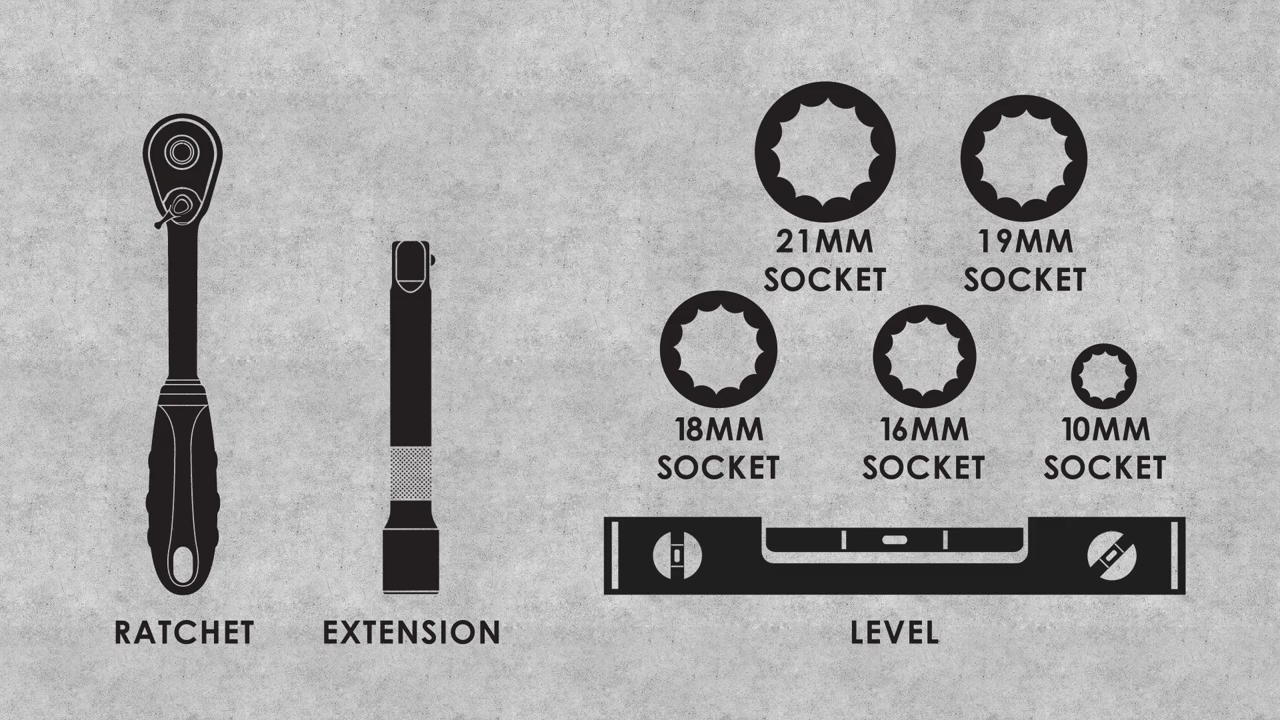 21MM
SOCKET
19MM
SOCKET
18MM
SOCKET
16MM
SOCKET
10MM
SOCKET
RATCHET
EXTENSION
LEVEL